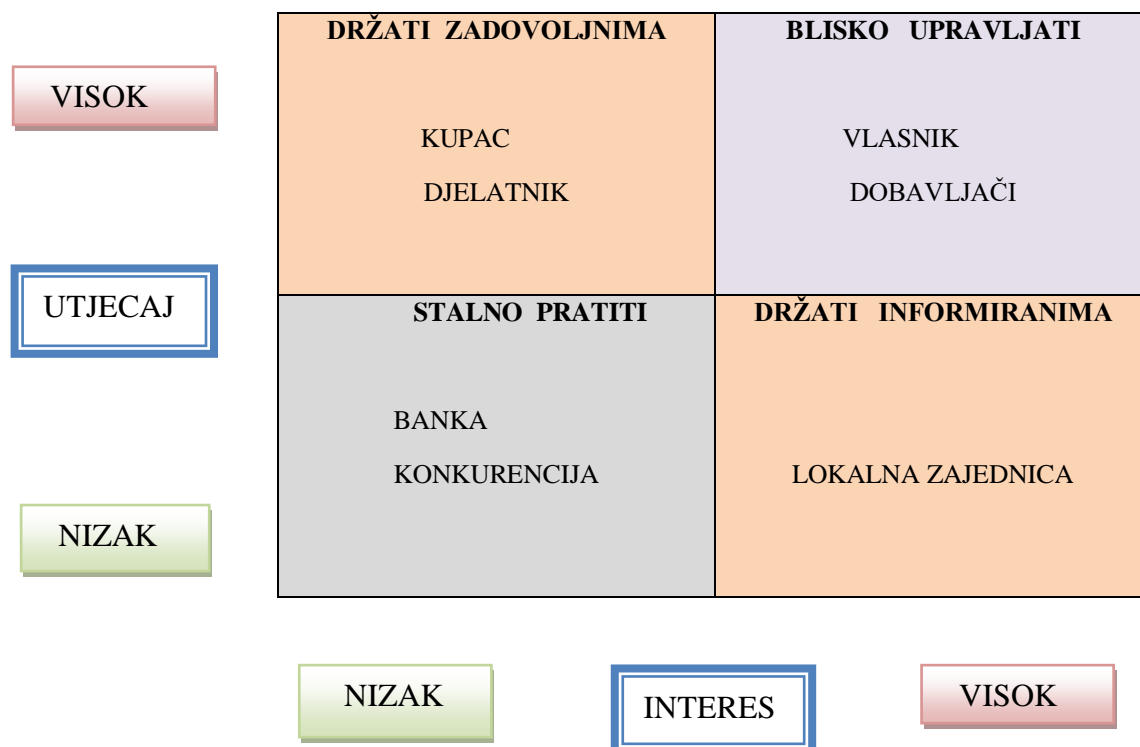 DRŽATI ZADOVOLJNIMA
BLISKO UPRAVLJATI
VISOK
KUPAC
VLASNIK
DJELATNIK
DOBAVLJAČI
UTJECAJ
STALNO PRATITI
DRŽATI INFORMIRANIMA
BANKA
KONKURENCIJA
LOKALNA ZAJEDNICA
NIZAK
NIZAK
INTERES
VISOK